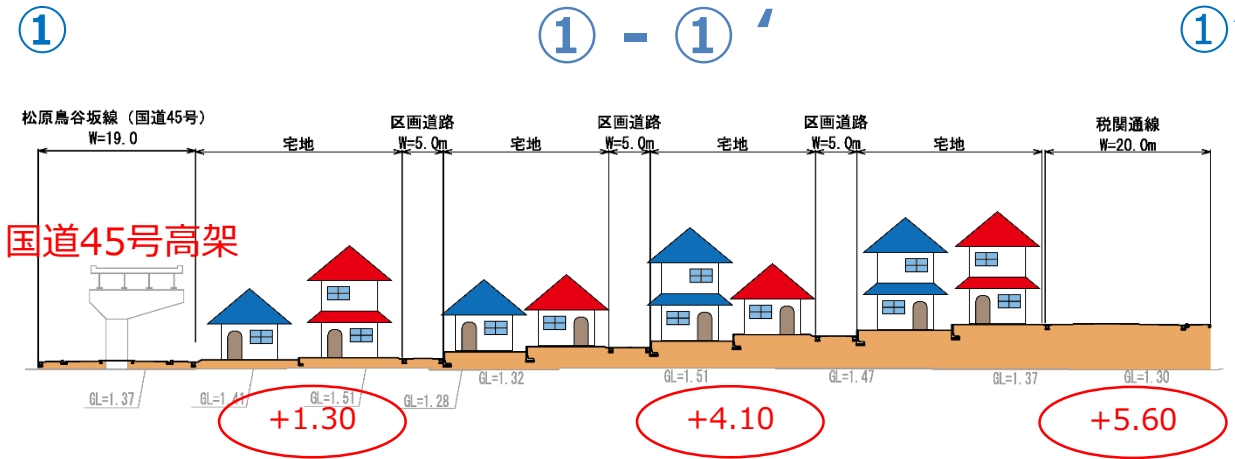 ①
① - ① ‘
①‘
松原鳥谷坂線（国道45号）
W=19.0
宅地
区画道路
W=5.0m
宅地
区画道路
W=5.0m
宅地
区画道路
W=5.0m
宅地
税関通線
W=20.0m
国道45号高架
GL=1.37
GL=1.41
GL=1.51
GL=1.28
GL=1.32
GL=1.51
GL=1.47
GL=1.37
GL=1.30
+1.30
+4.10
+5.60